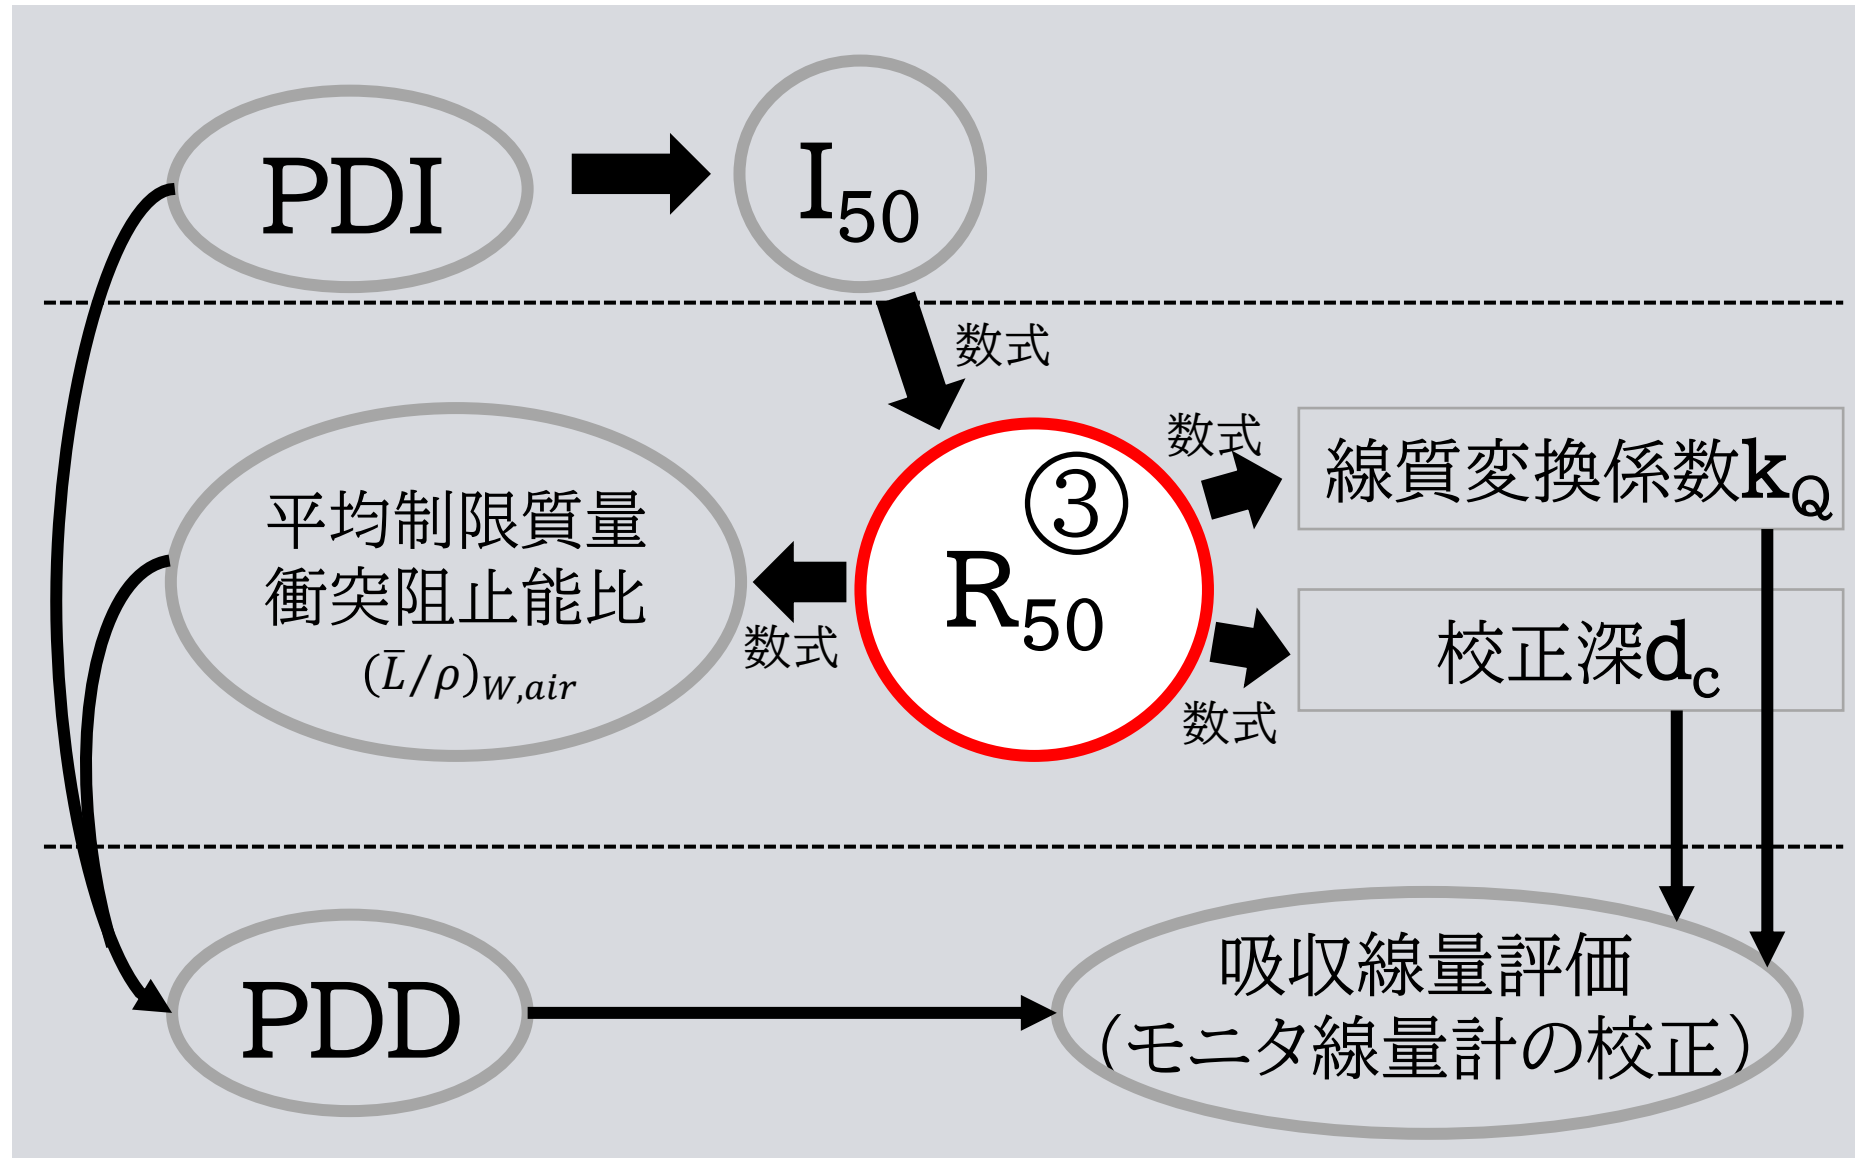 PDI
I₅₀
数式
数式
線質変換係数k_Q
③
R₅₀
平均制限質量
衝突阻止能比
(L̄/ρ)_{W,air}
数式
校正深d_c
数式
PDD
吸収線量評価
（モニタ線量計の校正）